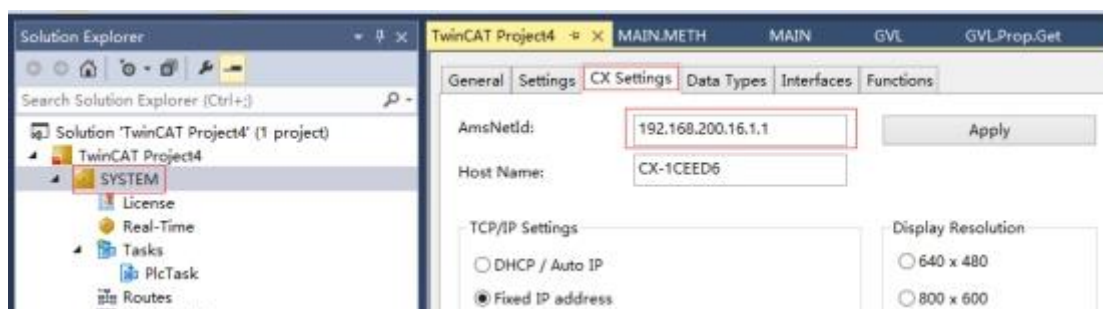 Solution Explorer
Search Solution Explorer (Ctrl+;)
Solution 'TwinCAT Project4' (1 project)
TwinCAT Project4
SYSTEM
License
Real-Time
Tasks
PlcTask
Routes
TwinCAT Project4 MAIN.METH MAIN GVL GVL.Prop.Get
General Settings CX Settings Data Types Interfaces Functions
AmsNetId: 192.168.200.16.1.1 Apply
Host Name: CX-1CEED6
TCP/IP Settings
DHCP / Auto IP
Fixed IP address
Display Resolution
640 x 480
800 x 600